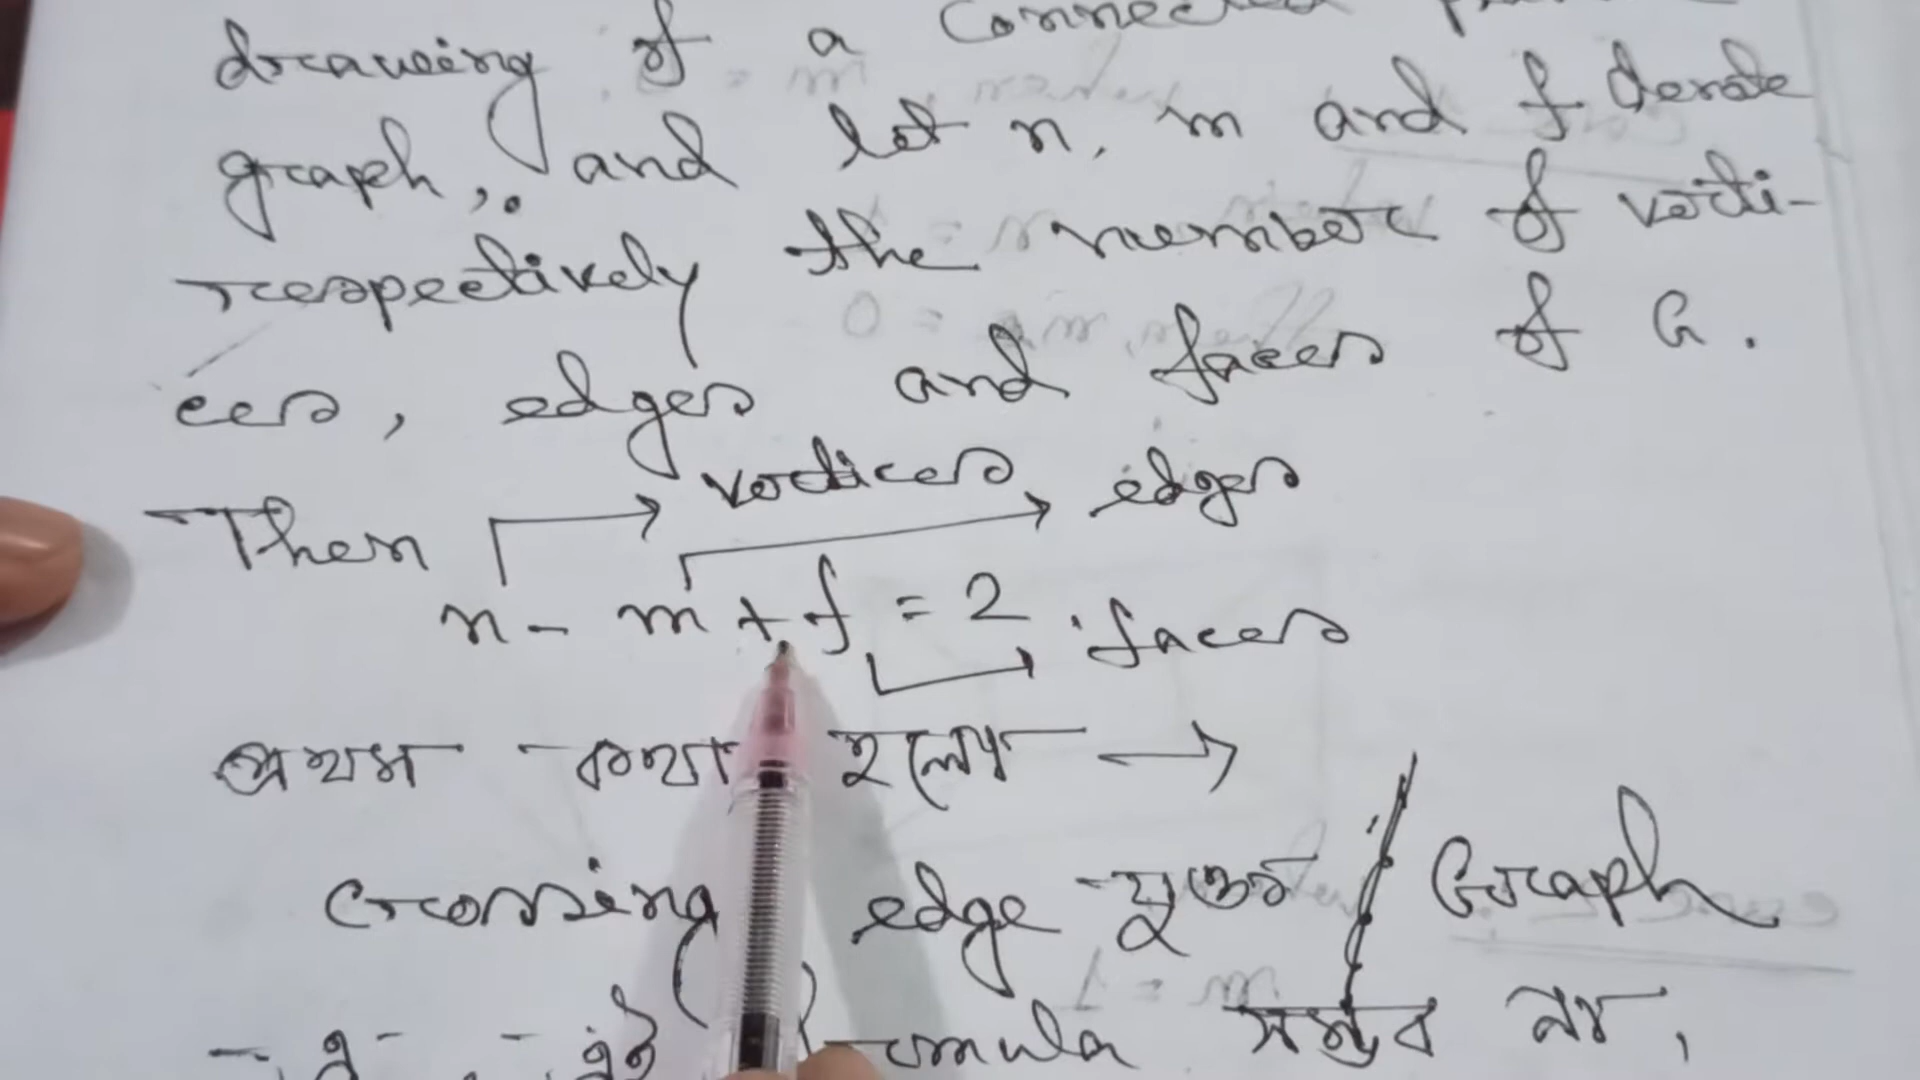 drawing of a connected
graph, and let n, m and f denote
respectively the number of verti-
ces, edges and faces of G.
vertices edges
Then
n - m + f = 2 faces
প্রথম কথা হলো →
crossing edge যুক্ত / Graph
সম্ভব নয়,